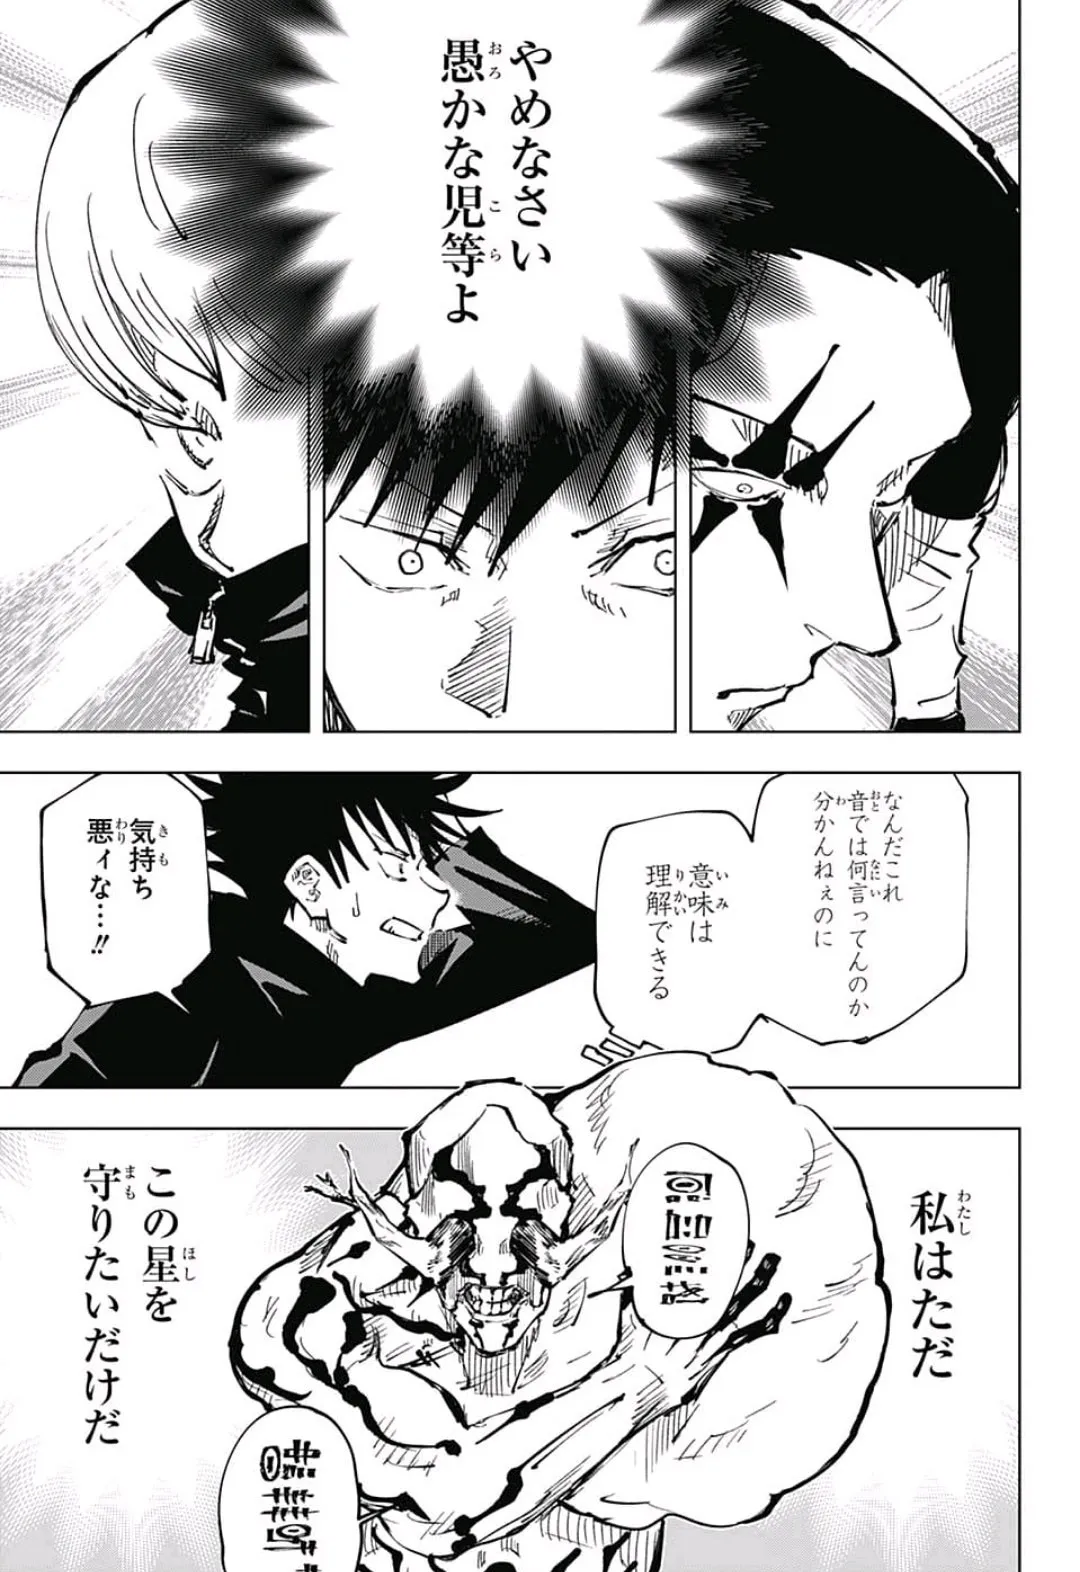 やめなさい
愚かな児等よ
なんだこれ
音では何言ってんのか
分かんねぇのに
意味は
理解できる
気持ち
悪ィな…‼
私はただ
この星を
守りたいだけだ